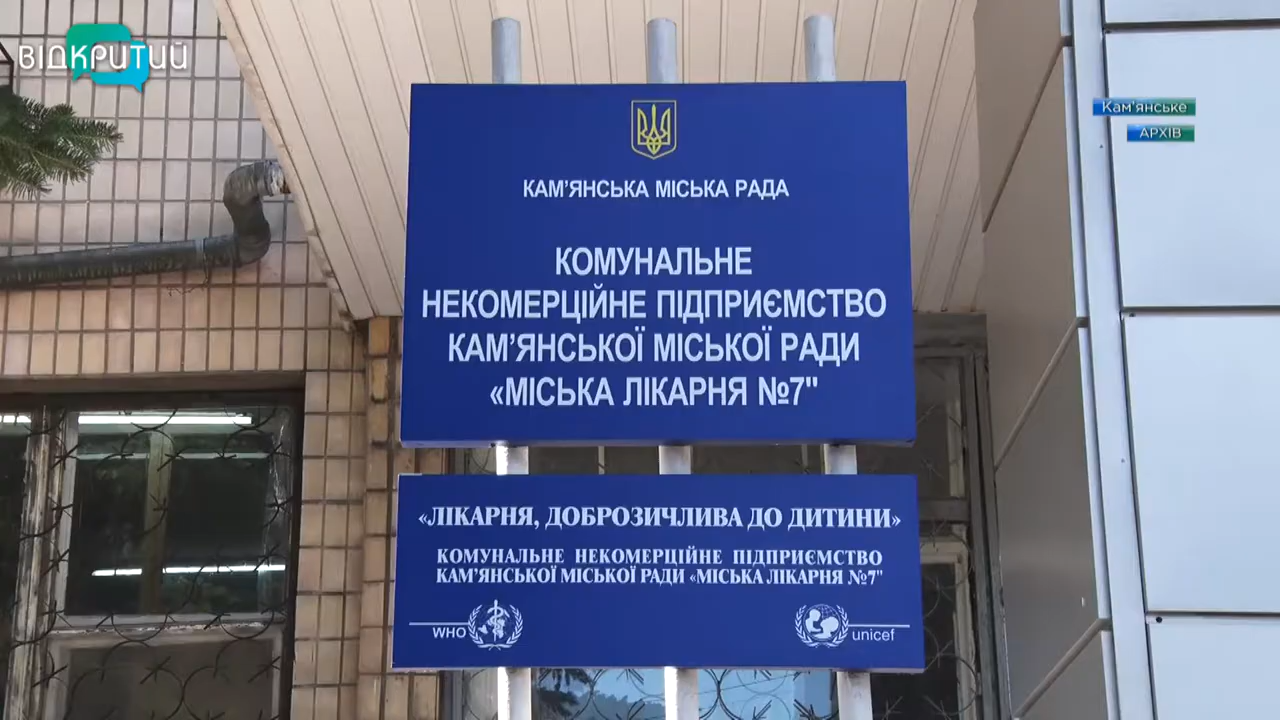 ВІДКРИТИЙ
Кам'янське
АРХІВ
КАМ'ЯНСЬКА МІСЬКА РАДА
КОМУНАЛЬНЕ
НЕКОМЕРЦІЙНЕ ПІДПРИЄМСТВО
КАМ'ЯНСЬКОЇ МІСЬКОЇ РАДИ
«МІСЬКА ЛІКАРНЯ №7"
«ЛІКАРНЯ, ДОБРОЗИЧЛИВА ДО ДИТИНИ»
КОМУНАЛЬНЕ НЕКОМЕРЦІЙНЕ ПІДПРИЄМСТВО
КАМ'ЯНСЬКОЇ МІСЬКОЇ РАДИ «МІСЬКА ЛІКАРНЯ №7"
WHO
unicef